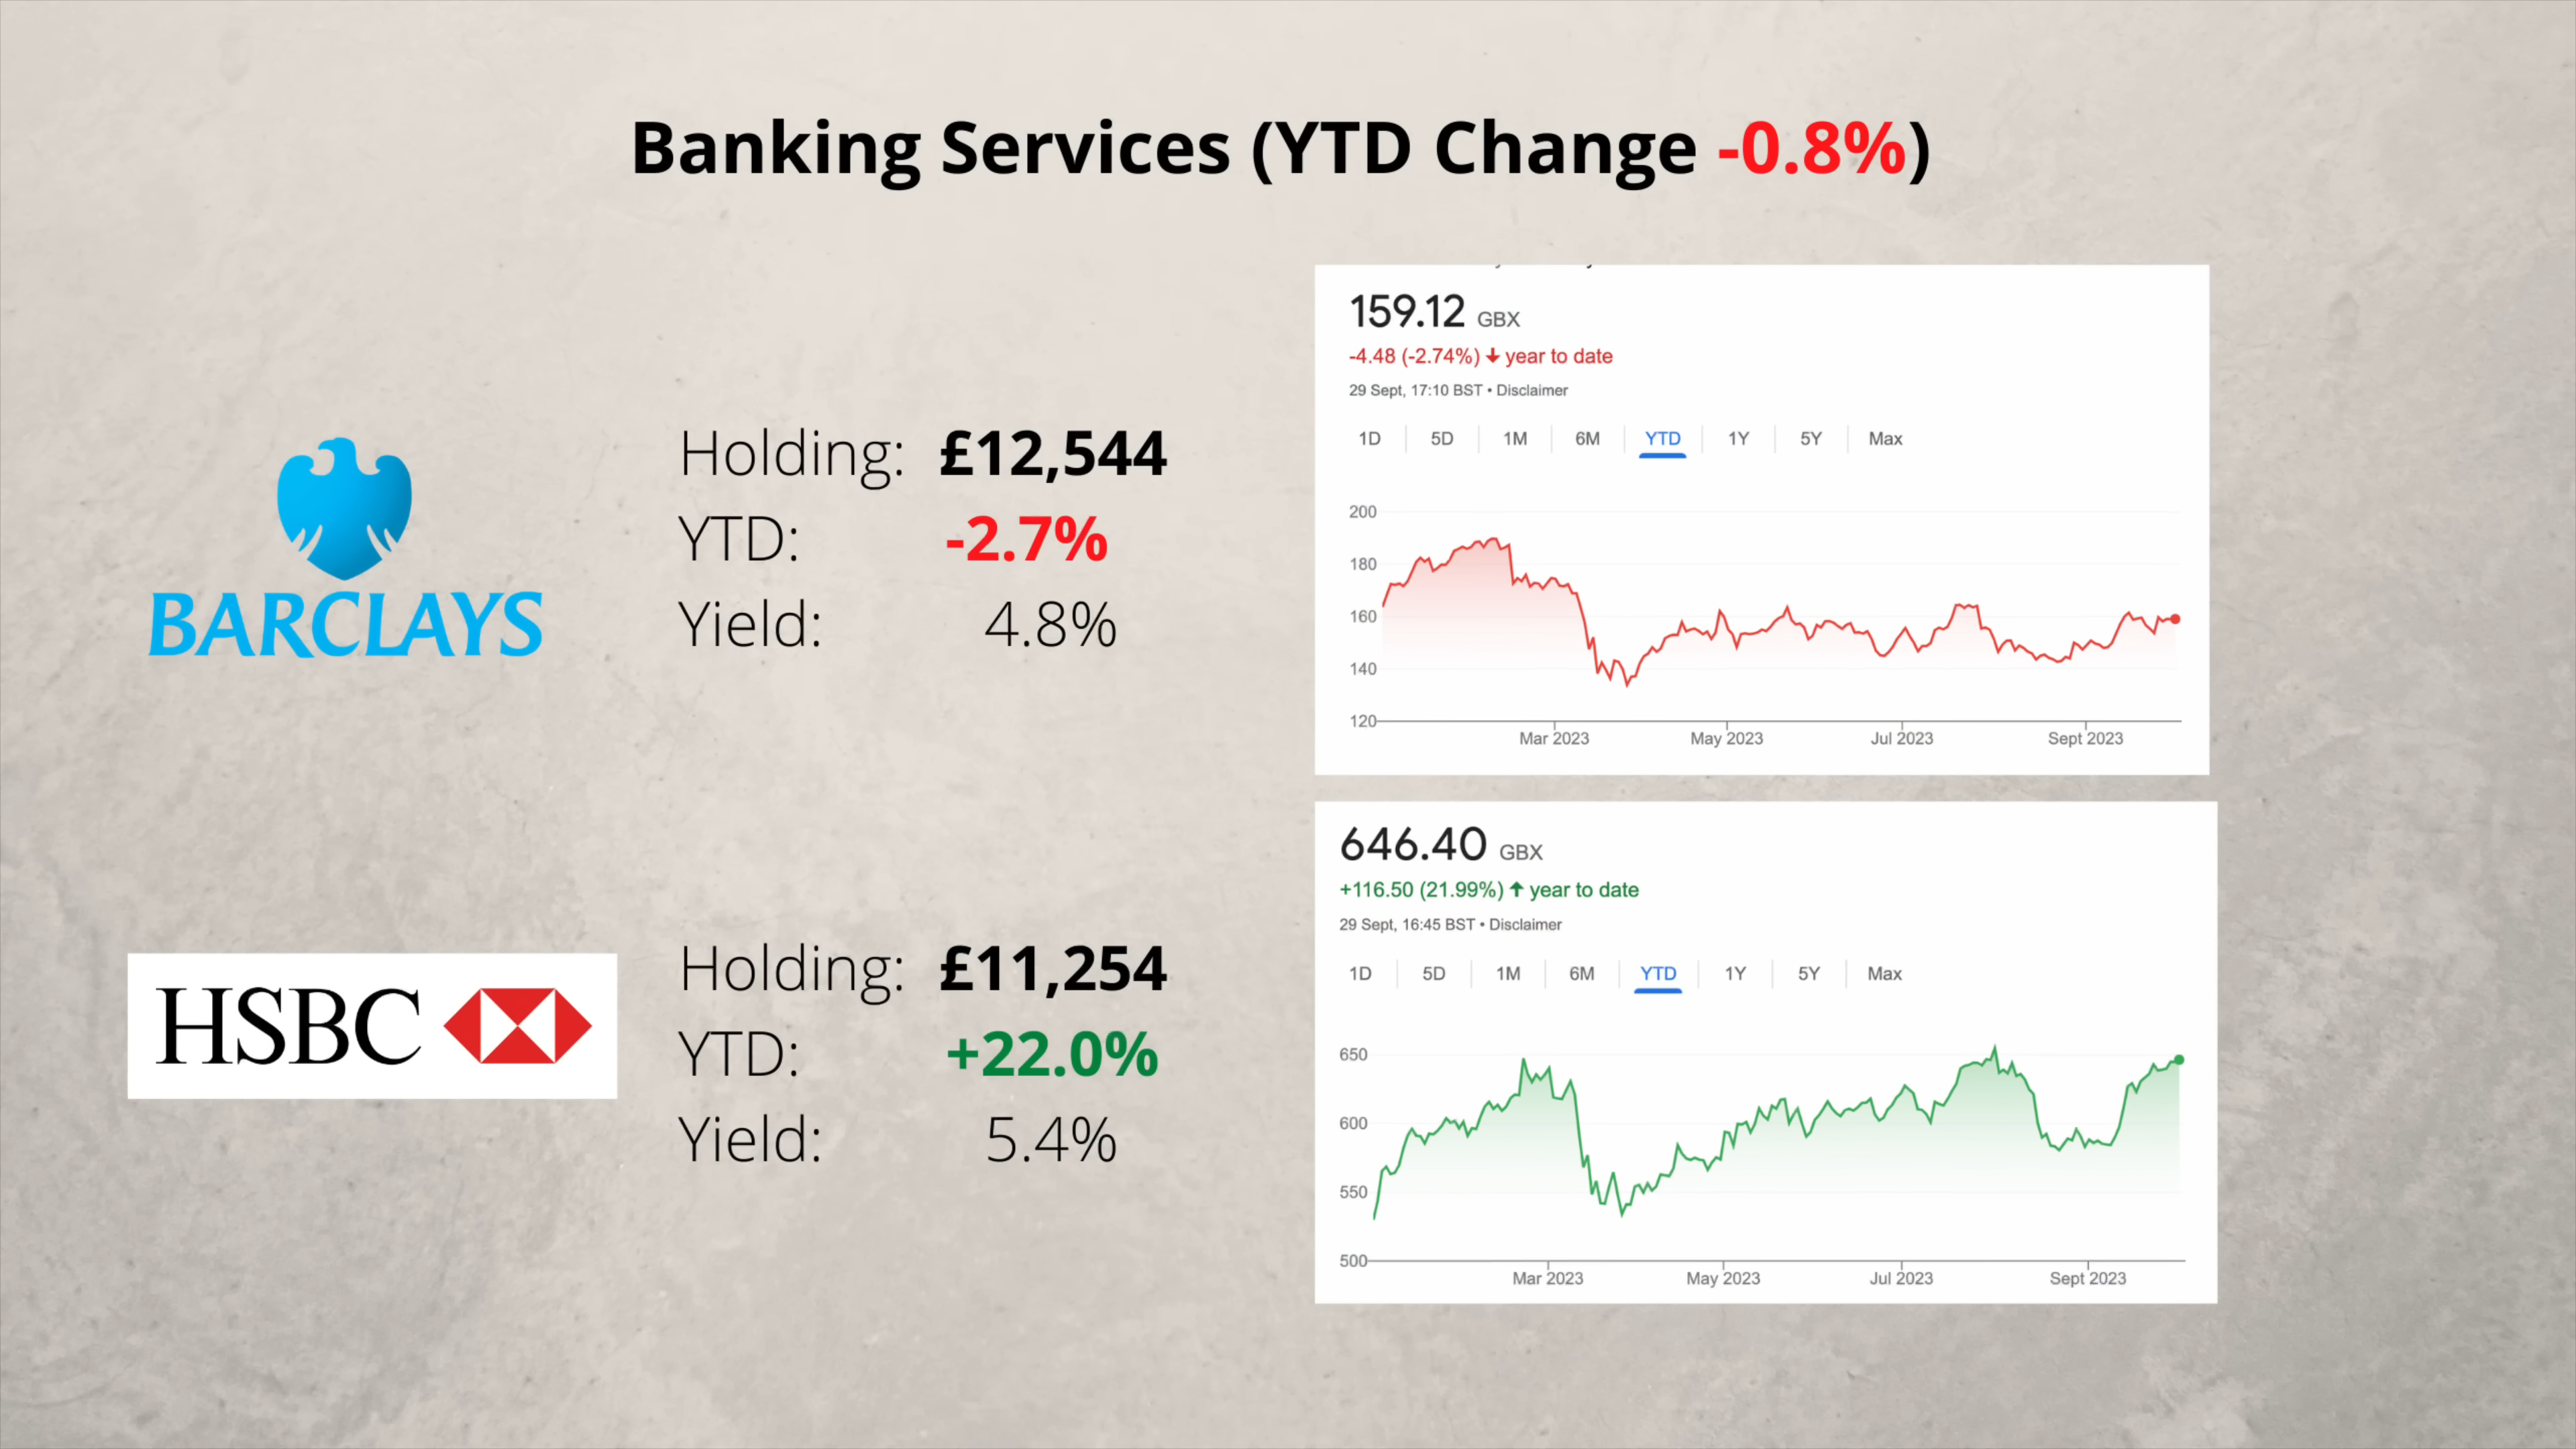 Banking Services (YTD Change -0.8%)
BARCLAYS
Holding: £12,544
YTD: -2.7%
Yield: 4.8%
159.12 GBX
-4.48 (-2.74%) ↓ year to date
29 Sept, 17:10 BST • Disclaimer
1D 5D 1M 6M YTD 1Y 5Y Max
200
180
160
140
120
Mar 2023 May 2023 Jul 2023 Sept 2023
HSBC
Holding: £11,254
YTD: +22.0%
Yield: 5.4%
646.40 GBX
+116.50 (21.99%) ↑ year to date
29 Sept, 16:45 BST • Disclaimer
1D 5D 1M 6M YTD 1Y 5Y Max
650
600
550
500
Mar 2023 May 2023 Jul 2023 Sept 2023